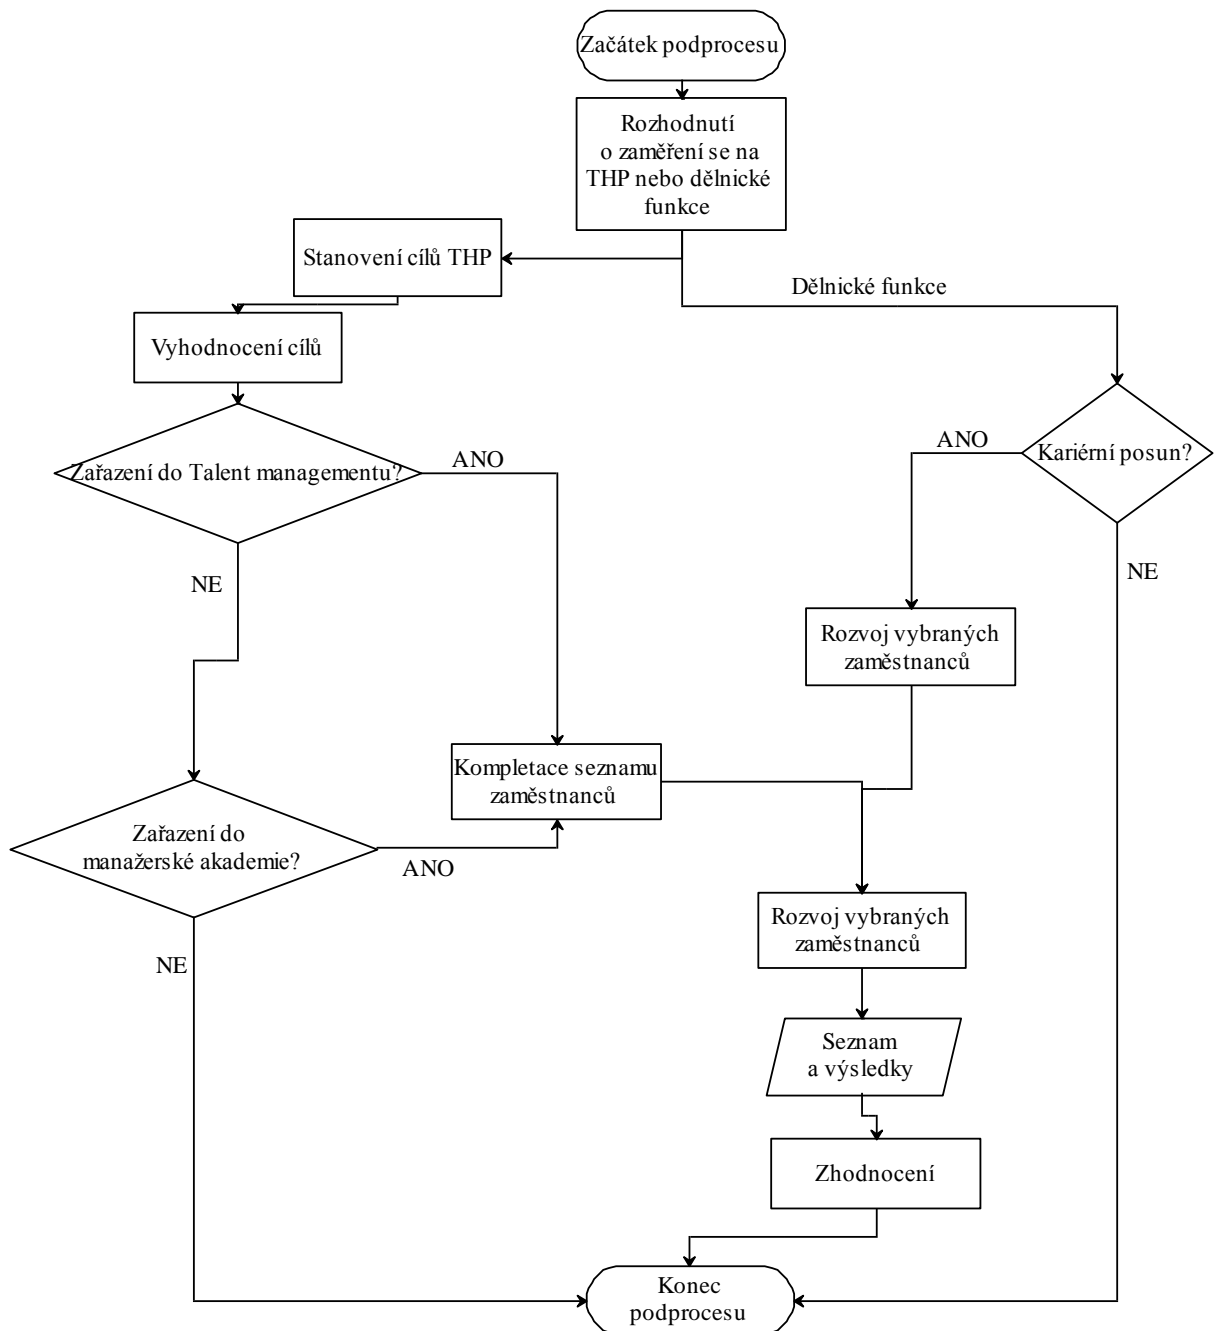 Začátek podprocesu
Rozhodnutí
o zaměření se na
THP nebo dělnické
funkce
Stanovení cílů THP
Dělnické funkce
Vyhodnocení cílů
Zařazení do Talent managementu?
ANO
ANO
Kariérní posun?
NE
NE
Rozvoj vybraných
zaměstnanců
Kompletace seznamu
zaměstnanců
Zařazení do
manažerské akademie?
ANO
NE
Rozvoj vybraných
zaměstnanců
Seznam
a výsledky
Zhodnocení
Konec
podprocesu